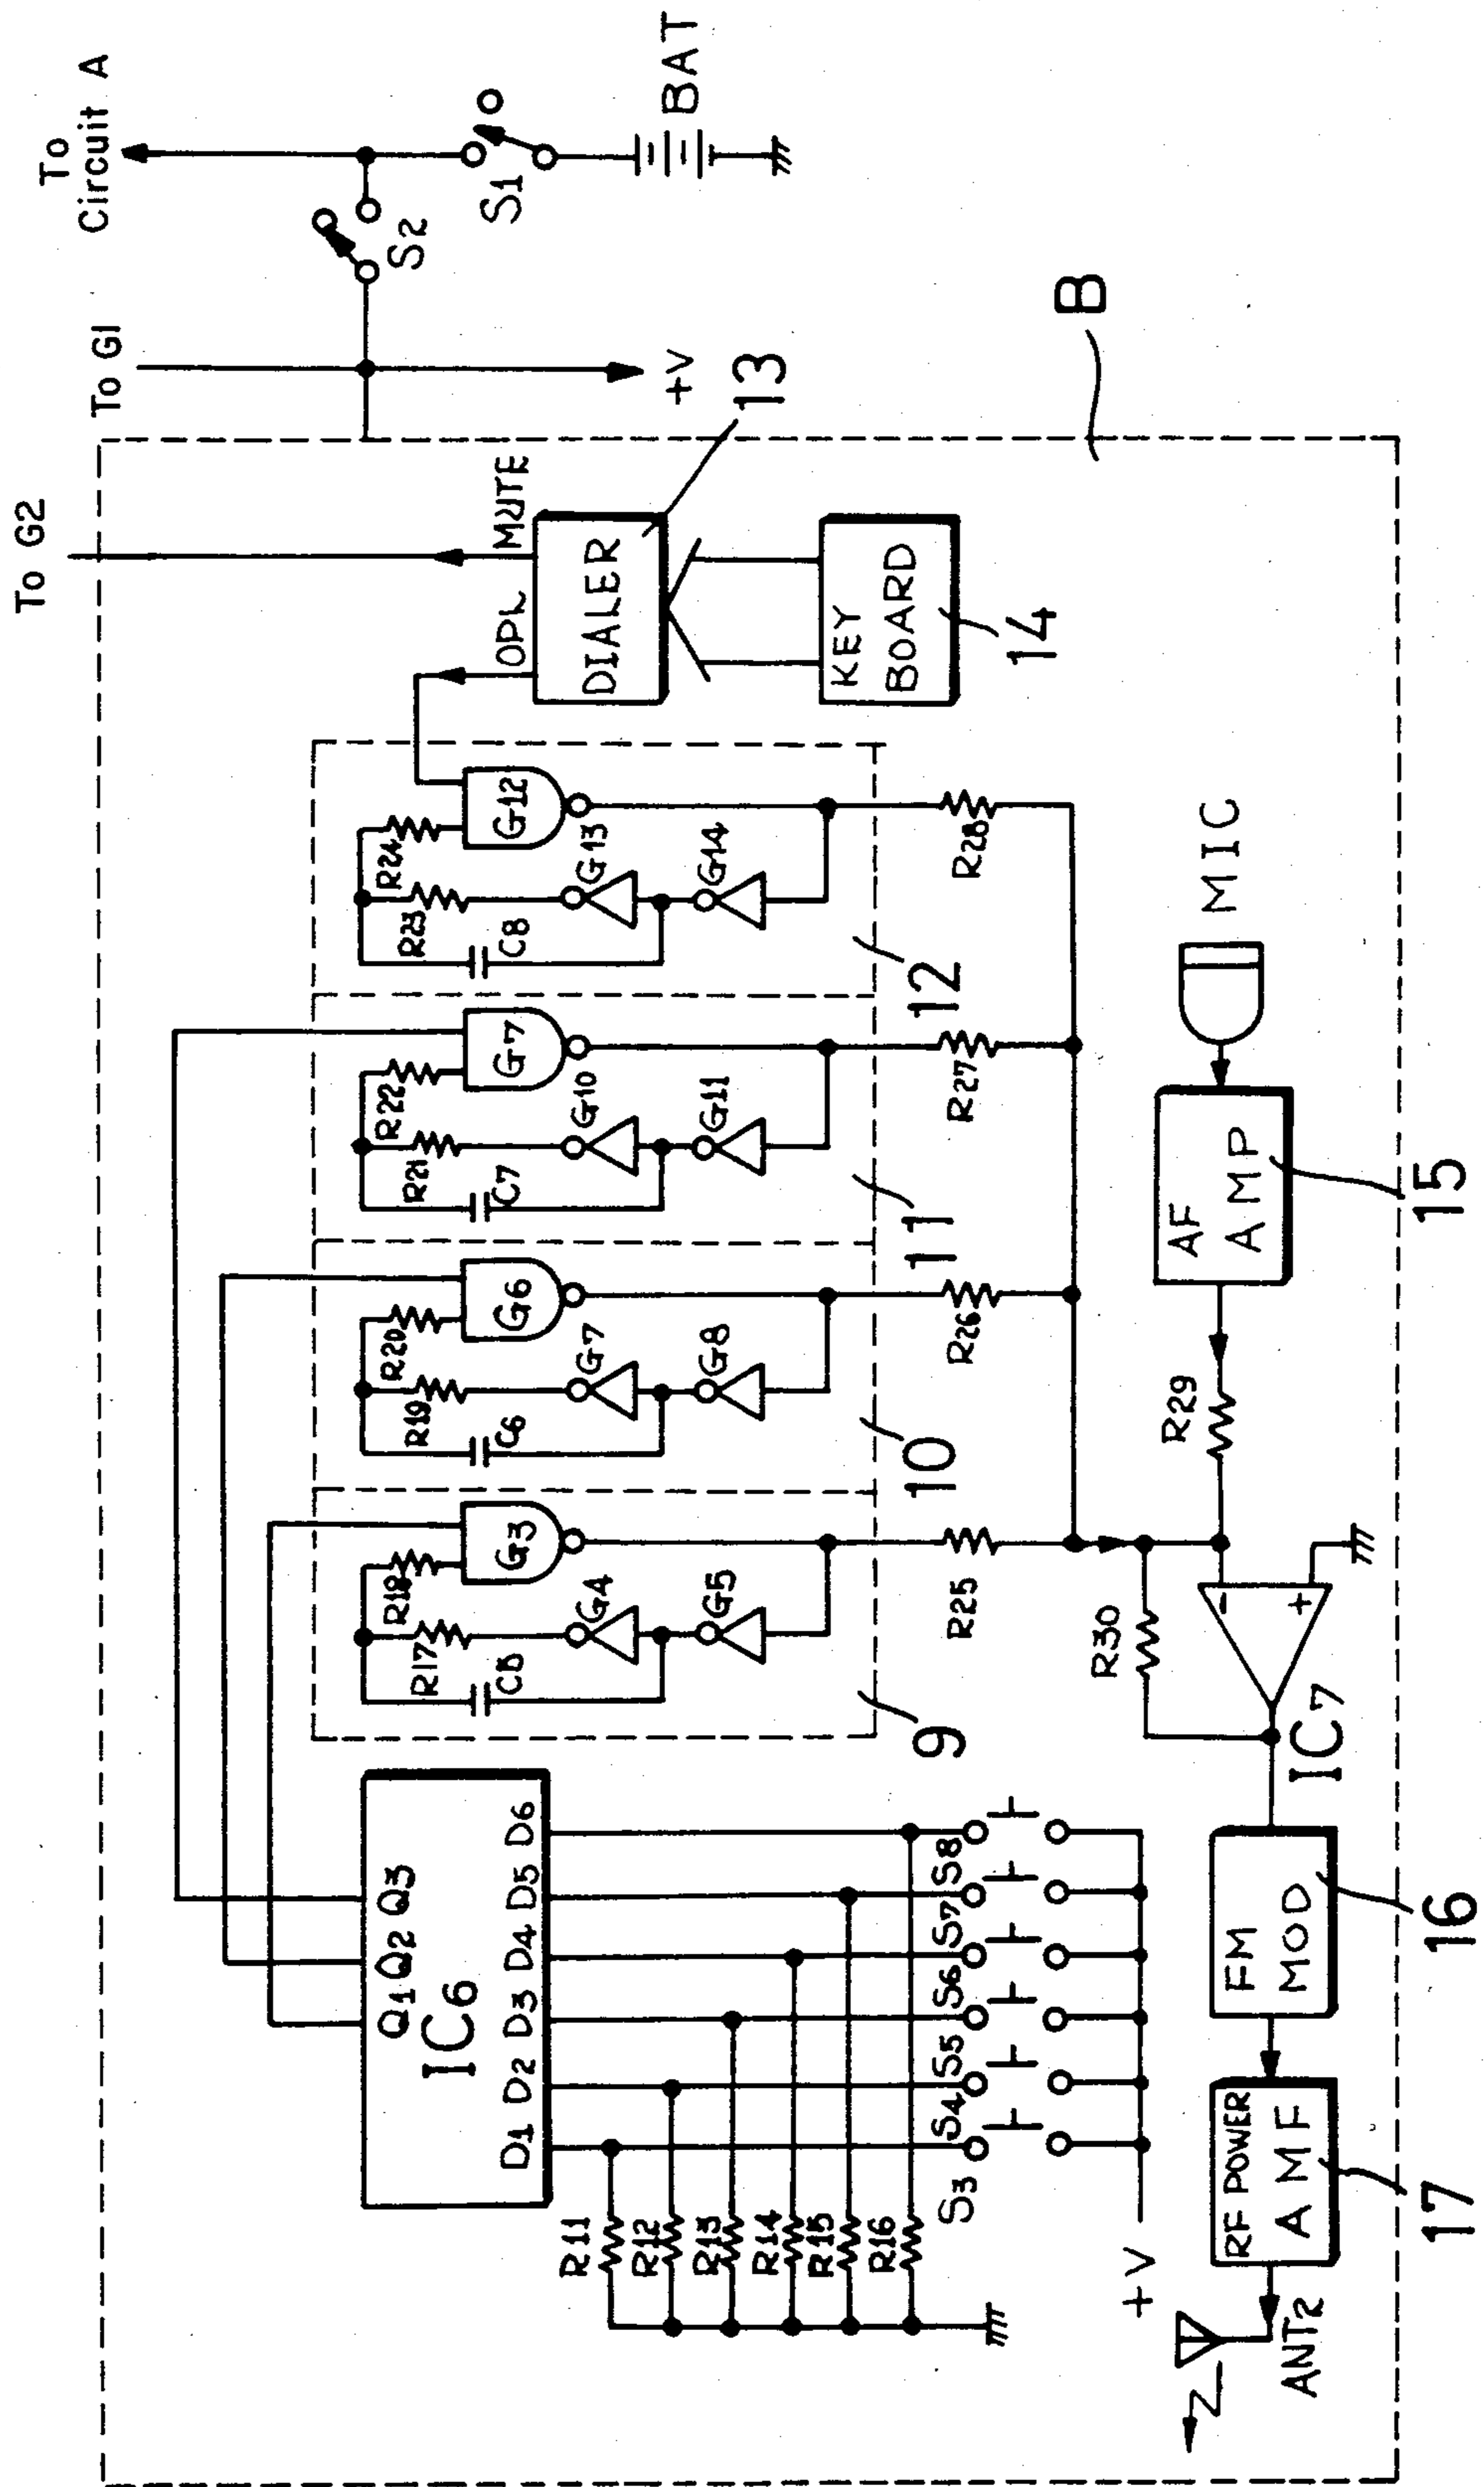 To G2
To G1
To
Circuit A
S2
S1
BAT
+V
B
13
MUTE
OPL
DIALER
KEY
BOARD
14
Q1 Q2 Q3
IC6
D1 D2 D3 D4 D5 D6
R18
R17
C5
G3
G4
G5
9
R20
R19
C6
G6
G7
G8
10
R22
R21
C7
G7
G10
G11
11
R24
R23
C8
G12
G13
G14
12
R11
R12
R13
R14
R15
R16
S3 S4 S5 S6 S7 S8
+V
R25
R26
R27
R28
R30
R29
-
+
IC7
AF
AMP
15
MIC
FM
MOD
16
RF POWER
AMF
17
ANT2